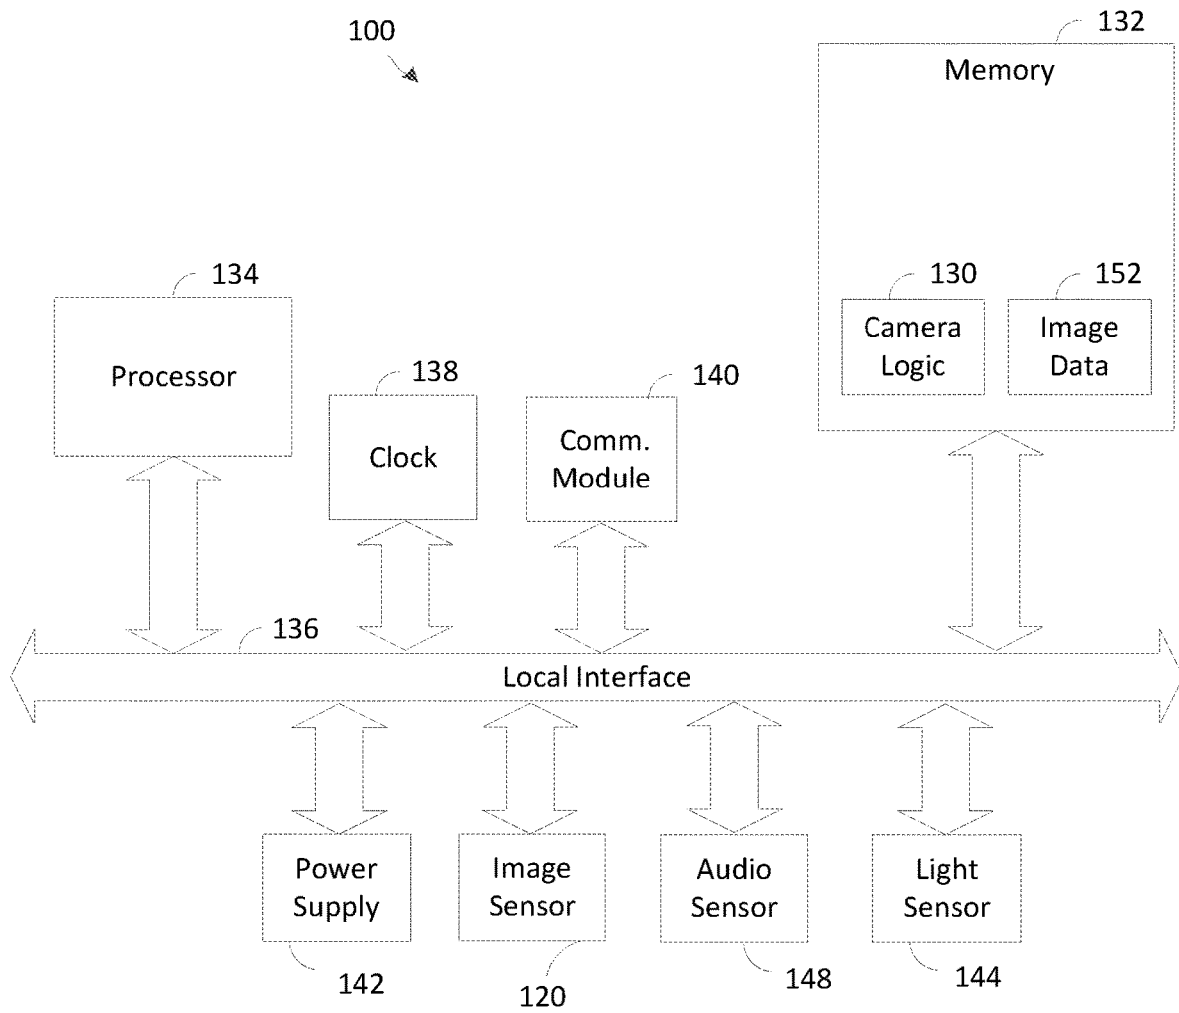 100
132
Memory
134
Processor
138
Clock
140
Comm.
Module
130
Camera
Logic
152
Image
Data
136
Local Interface
Power
Supply
142
Image
Sensor
120
Audio
Sensor
148
Light
Sensor
144